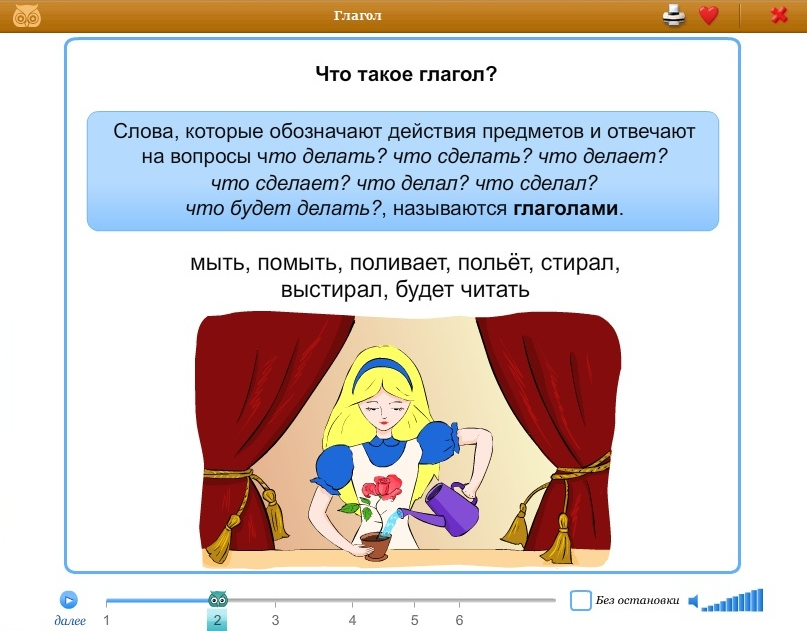 Глагол
Что такое глагол?
Слова, которые обозначают действия предметов и отвечают
на вопросы что делать? что сделать? что делает?
что сделает? что делал? что сделал?
что будет делать?, называются глаголами.
мыть, помыть, поливает, польёт, стирал,
выстирал, будет читать
Без остановки
далее 1 2 3 4 5 6